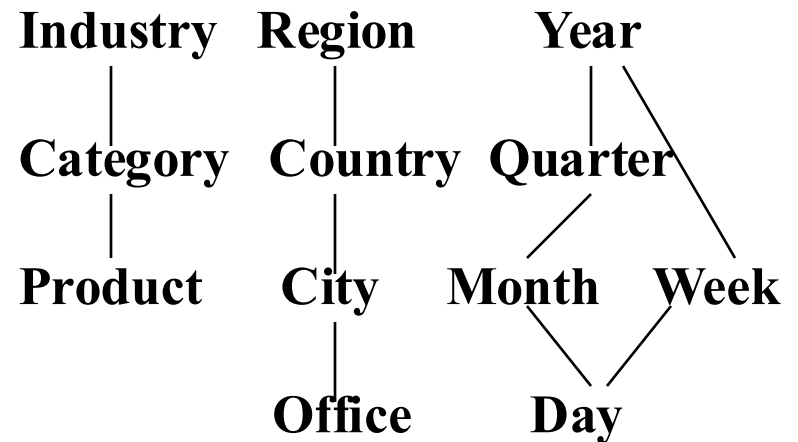 Industry Region Year
Category Country Quarter
Product City Month Week
Office Day